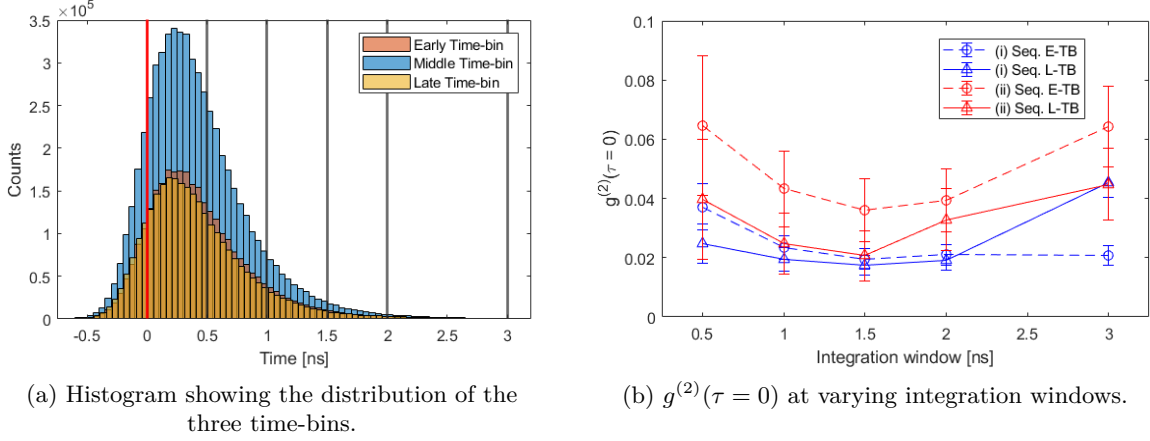 3.5 ×10⁵
3
2.5
2
1.5
1
0.5
0
Counts
-0.5 0 0.5 1 1.5 2 2.5 3
Time [ns]
Early Time-bin
Middle Time-bin
Late Time-bin
(a) Histogram showing the distribution of the
three time-bins.
0.1
0.08
0.06
0.04
0.02
0
g⁽²⁾(τ = 0)
0.5 1 1.5 2 3
Integration window [ns]
(i) Seq. E-TB
(i) Seq. L-TB
(ii) Seq. E-TB
(ii) Seq. L-TB
(b) g⁽²⁾(τ = 0) at varying integration windows.